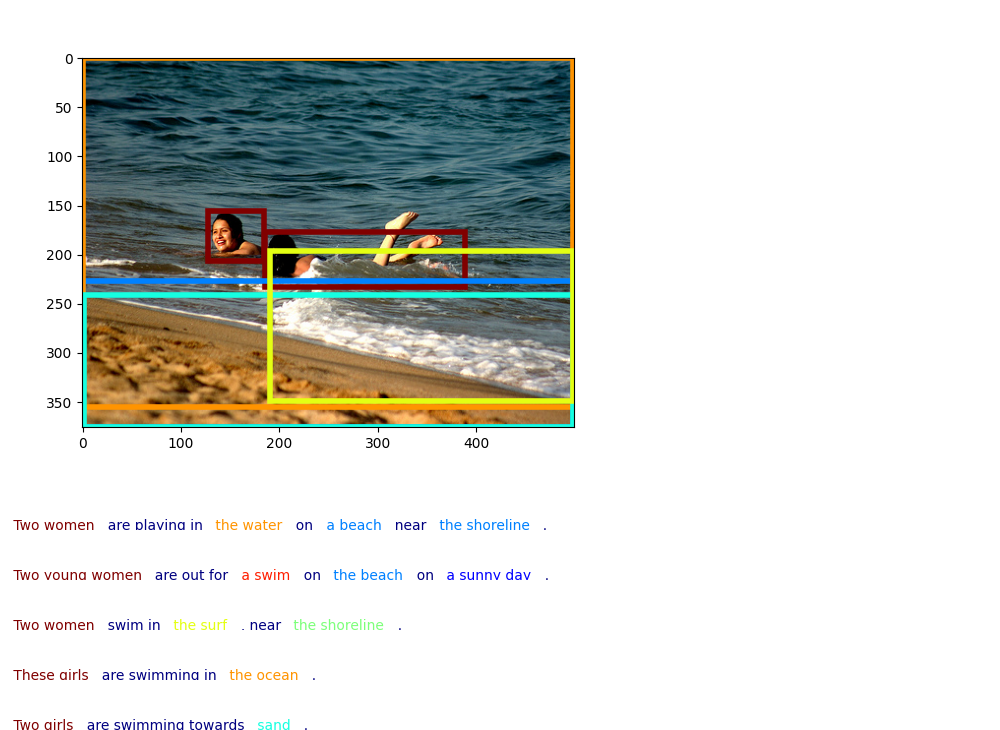 0
50
100
150
200
250
300
350
0 100 200 300 400
Two women are playing in the water on a beach near the shoreline .
Two young women are out for a swim on the beach on a sunny day .
Two women swim in the surf . near the shoreline .
These girls are swimming in the ocean .
Two girls are swimming towards sand .